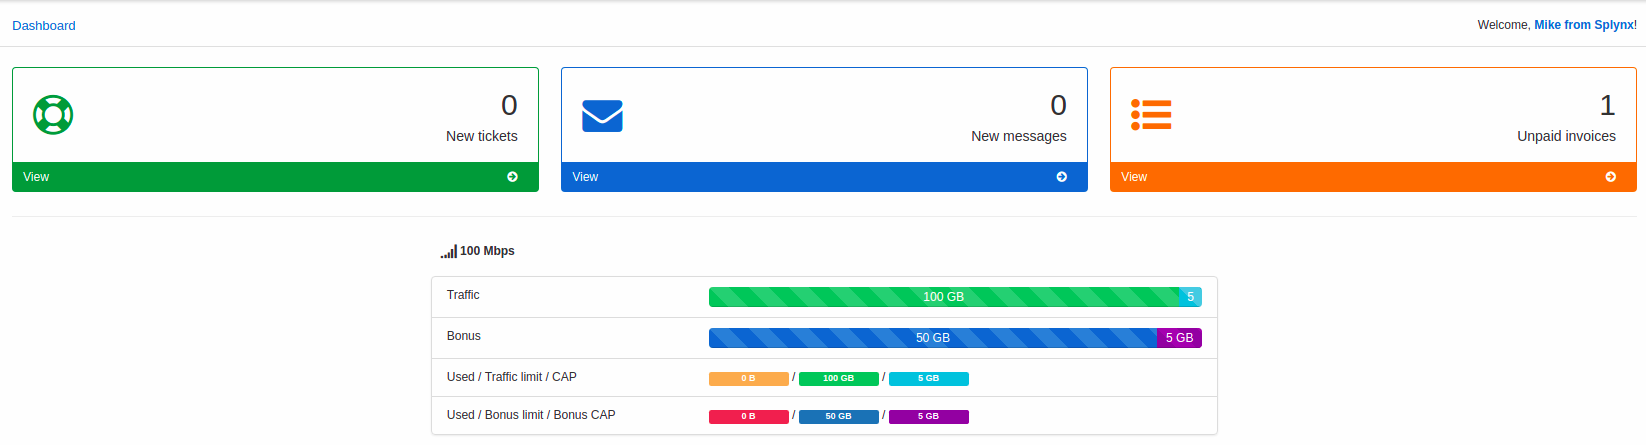 Dashboard
Welcome, Mike from Splynx!
0
New tickets
View
0
New messages
View
1
Unpaid invoices
View
100 Mbps
Traffic 100 GB 5
Bonus 50 GB 5 GB
Used / Traffic limit / CAP 0 B / 100 GB / 5 GB
Used / Bonus limit / Bonus CAP 0 B / 50 GB / 5 GB